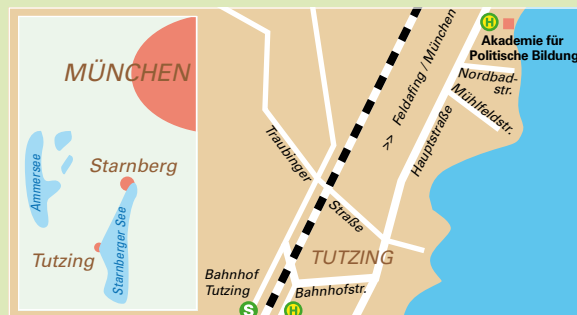 MÜNCHEN
Starnberg
Ammersee
Starnberger See
Tutzing
H
Akademie für
Politische Bildung
Nordbad-
str.
Mühlfeldstr.
>> Feldafing / München
Hauptstraße
Traubinger
Straße
TUTZING
Bahnhof
Tutzing
Bahnhofstr.
S
H